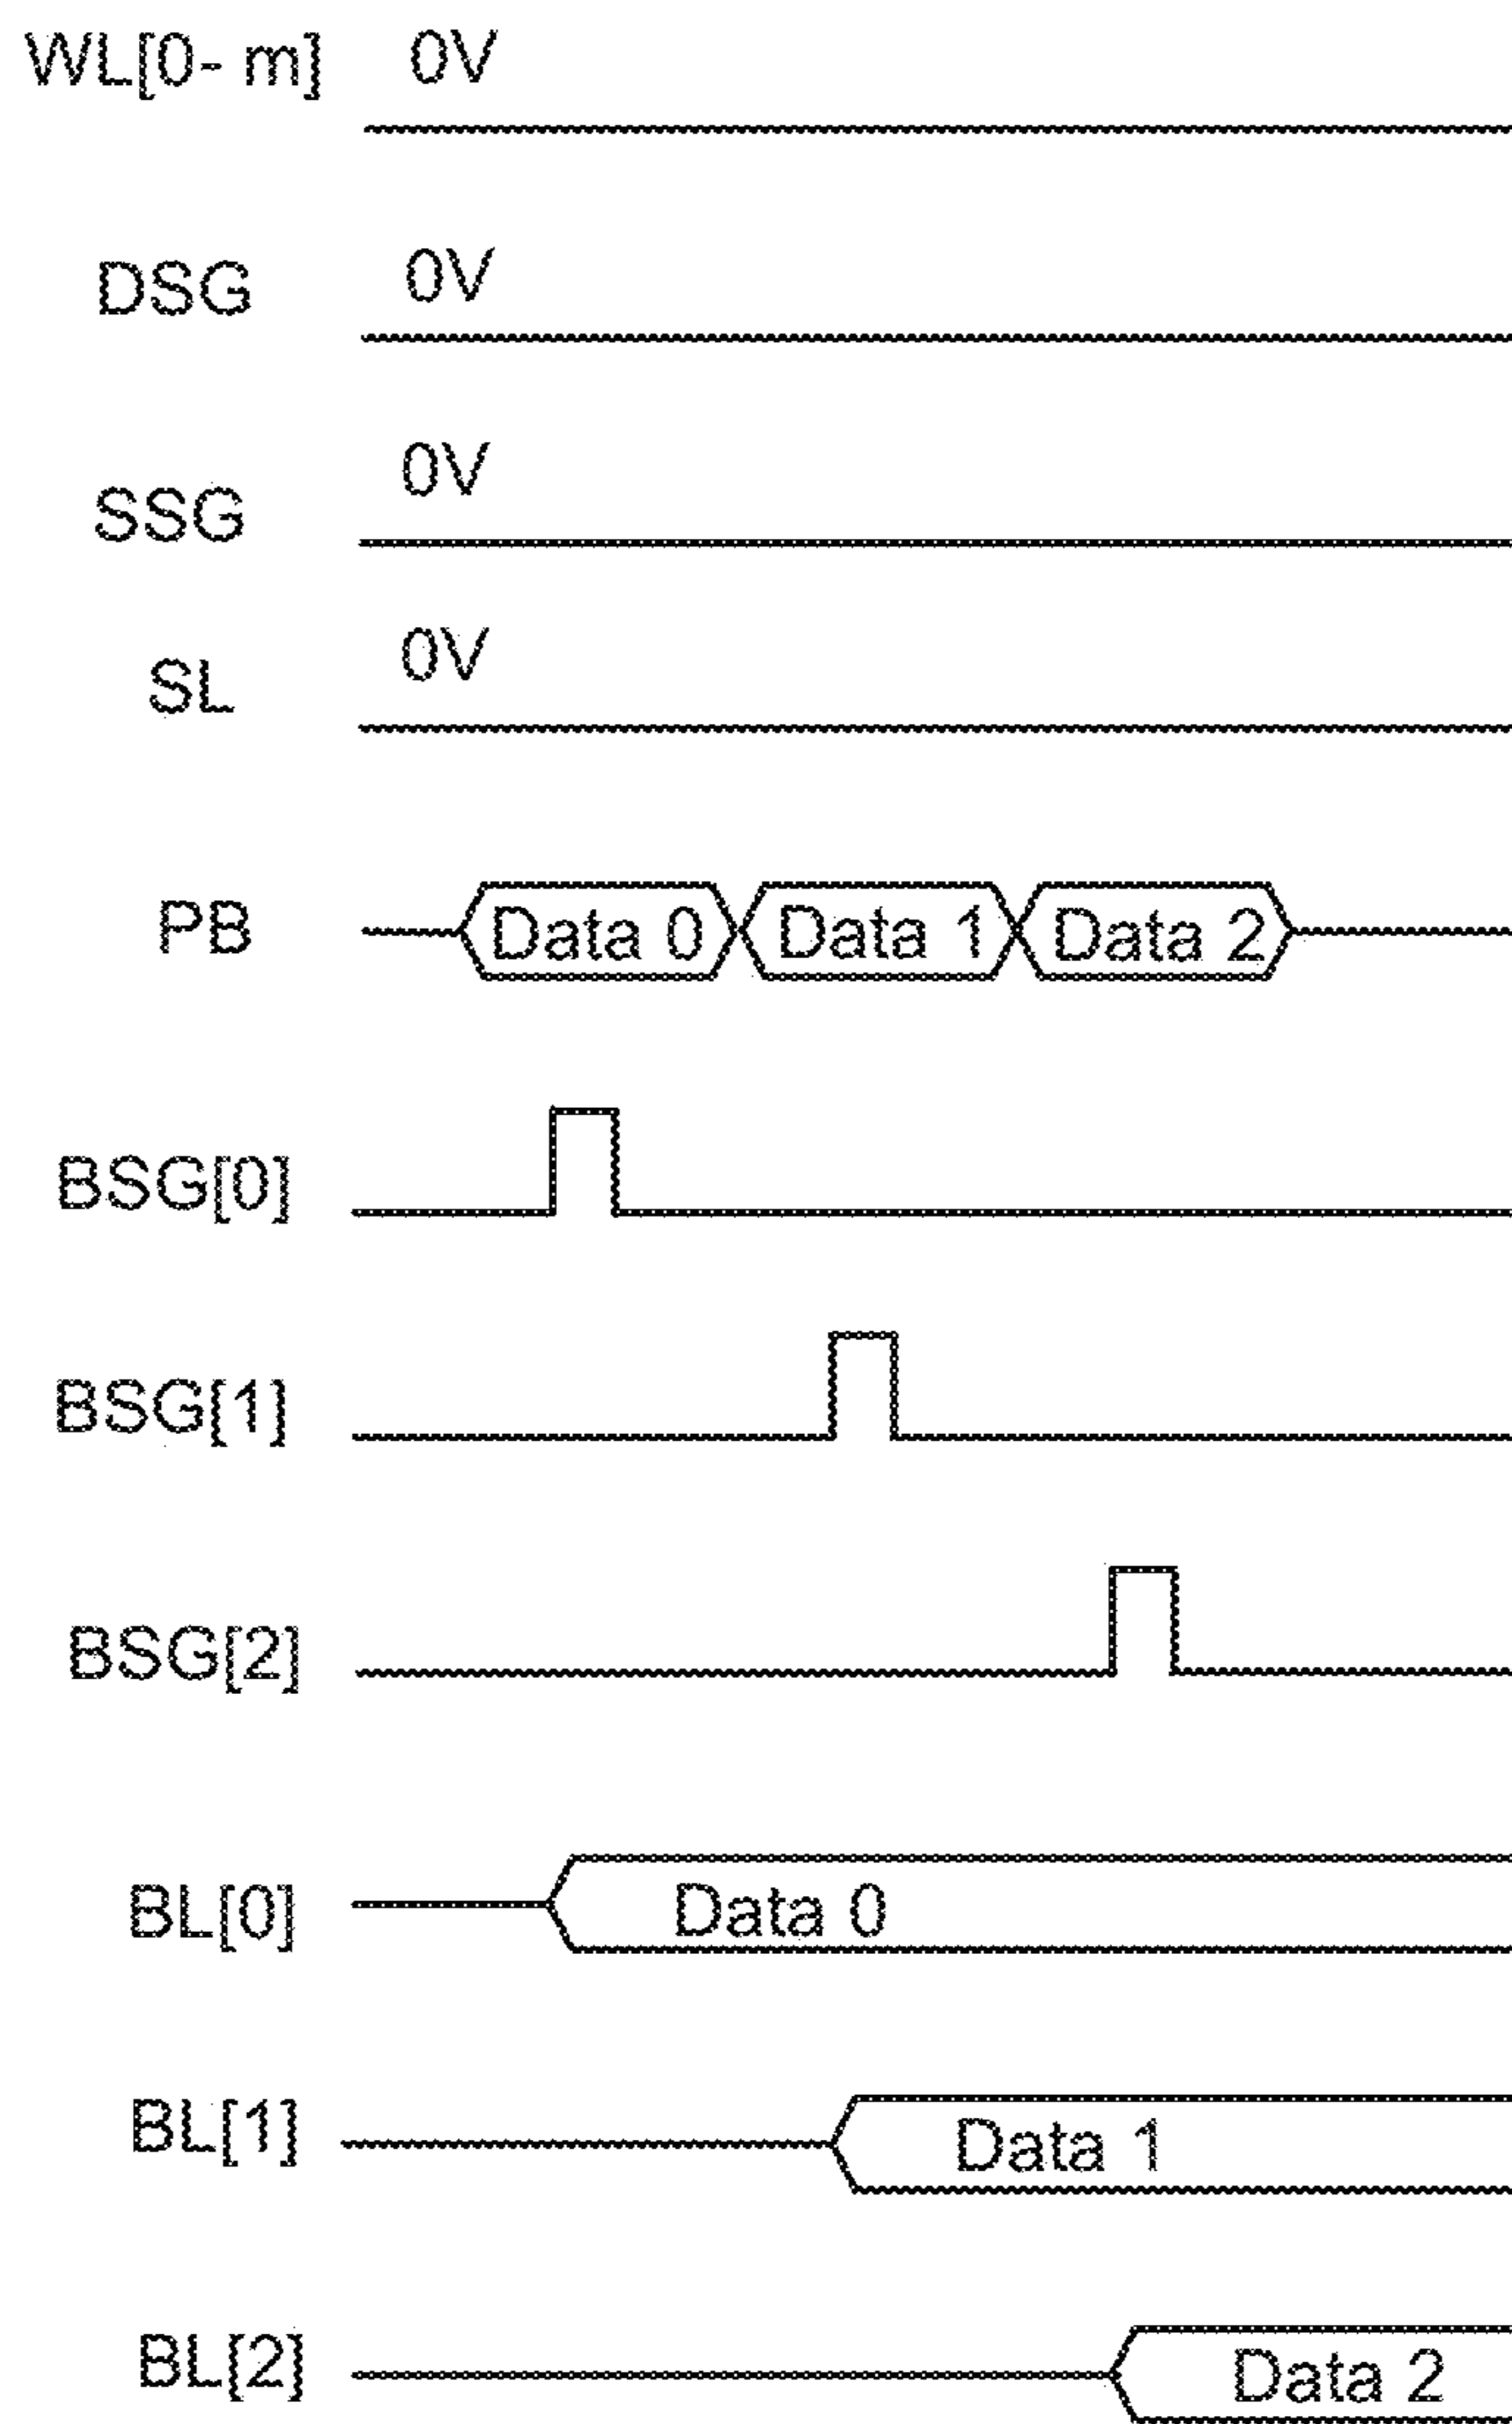 WL[0- m] 0V
DSG 0V
SSG 0V
SL 0V
PB Data 0 Data 1 Data 2
BSG[0]
BSG[1]
BSG[2]
BL[0] Data 0
BL[1] Data 1
BL[2] Data 2